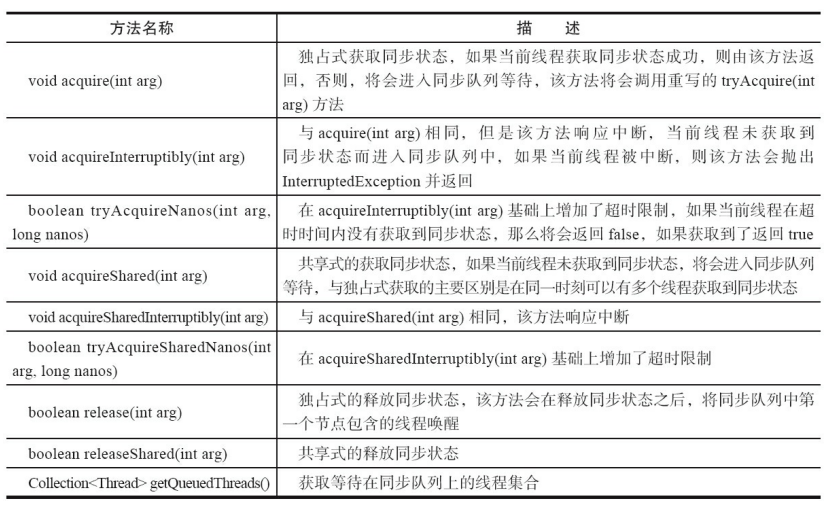 方法名称
描 述
void acquire(int arg)
独占式获取同步状态，如果当前线程获取同步状态成功，则由该方法返
回，否则，将会进入同步队列等待，该方法将会调用重写的 tryAcquire(int
arg) 方法
void acquireInterruptibly(int arg)
与 acquire(int arg) 相同，但是该方法响应中断，当前线程未获取到
同步状态而进入同步队列中，如果当前线程被中断，则该方法会抛出
InterruptedException 并返回
boolean tryAcquireNanos(int arg,
long nanos)
在 acquireInterruptibly(int arg) 基础上增加了超时限制，如果当前线程在超
时时间内没有获取到同步状态，那么将会返回 false，如果获取到了返回 true
void acquireShared(int arg)
共享式的获取同步状态，如果当前线程未获取到同步状态，将会进入同步队列
等待，与独占式获取的主要区别是在同一时刻可以有多个线程获取到同步状态
void acquireSharedInterruptibly(int arg)
与 acquireShared(int arg) 相同，该方法响应中断
boolean tryAcquireSharedNanos(int
arg, long nanos)
在 acquireSharedInterruptibly(int arg) 基础上增加了超时限制
boolean release(int arg)
独占式的释放同步状态，该方法会在释放同步状态之后，将同步队列中第
一个节点包含的线程唤醒
boolean releaseShared(int arg)
共享式的释放同步状态
Collection<Thread> getQueuedThreads()
获取等待在同步队列上的线程集合